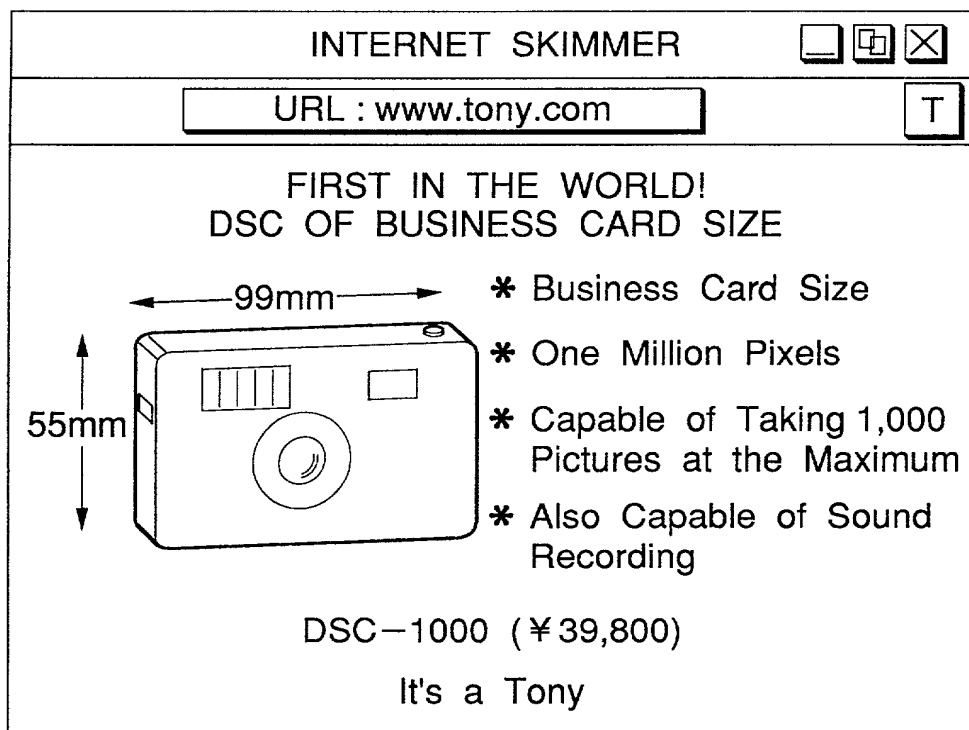 INTERNET SKIMMER
URL : www.tony.com
T
FIRST IN THE WORLD!
DSC OF BUSINESS CARD SIZE
99mm
55mm
* Business Card Size
* One Million Pixels
* Capable of Taking 1,000
Pictures at the Maximum
* Also Capable of Sound
Recording
DSC−1000 (¥39,800)
It's a Tony